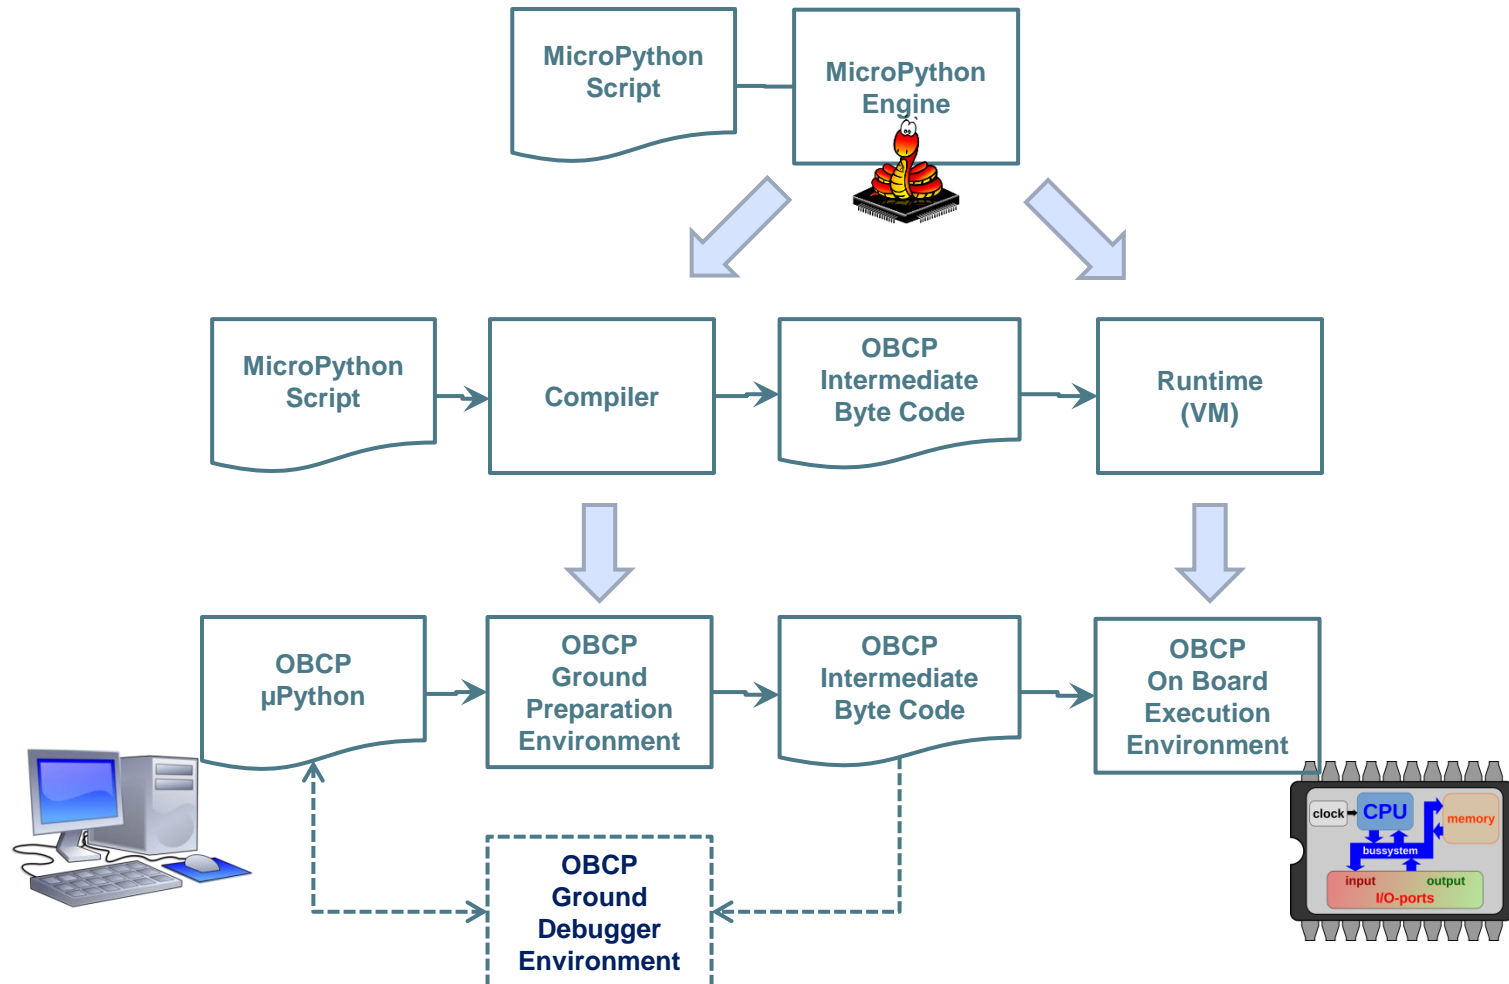 MicroPython
Script
MicroPython
Engine
MicroPython
Script
Compiler
OBCP
Intermediate
Byte Code
Runtime
(VM)
OBCP
µPython
OBCP
Ground
Preparation
Environment
OBCP
Intermediate
Byte Code
OBCP
On Board
Execution
Environment
OBCP
Ground
Debugger
Environment
clock
CPU
memory
bussystem
input
output
I/O-ports